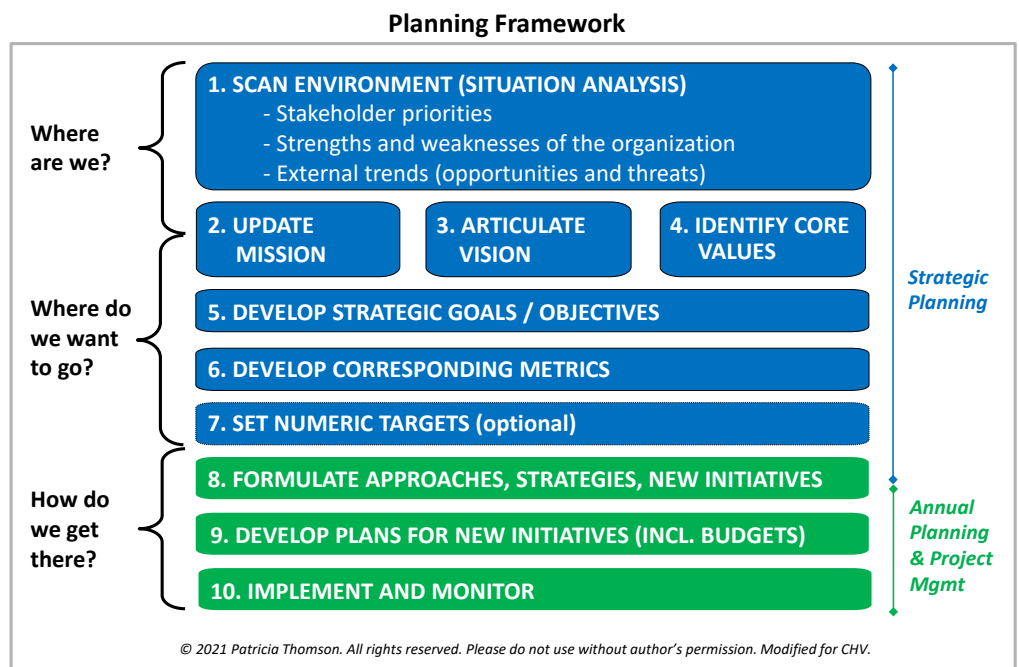 Planning Framework
Where
are we?
1. SCAN ENVIRONMENT (SITUATION ANALYSIS)
- Stakeholder priorities
- Strengths and weaknesses of the organization
- External trends (opportunities and threats)
2. UPDATE
MISSION
3. ARTICULATE
VISION
4. IDENTIFY CORE
VALUES
Strategic
Planning
Where do
we want
to go?
5. DEVELOP STRATEGIC GOALS / OBJECTIVES
6. DEVELOP CORRESPONDING METRICS
7. SET NUMERIC TARGETS (optional)
How do
we get
there?
8. FORMULATE APPROACHES, STRATEGIES, NEW INITIATIVES
9. DEVELOP PLANS FOR NEW INITIATIVES (INCL. BUDGETS)
10. IMPLEMENT AND MONITOR
Annual
Planning
& Project
Mgmt
© 2021 Patricia Thomson. All rights reserved. Please do not use without author's permission. Modified for CHV.